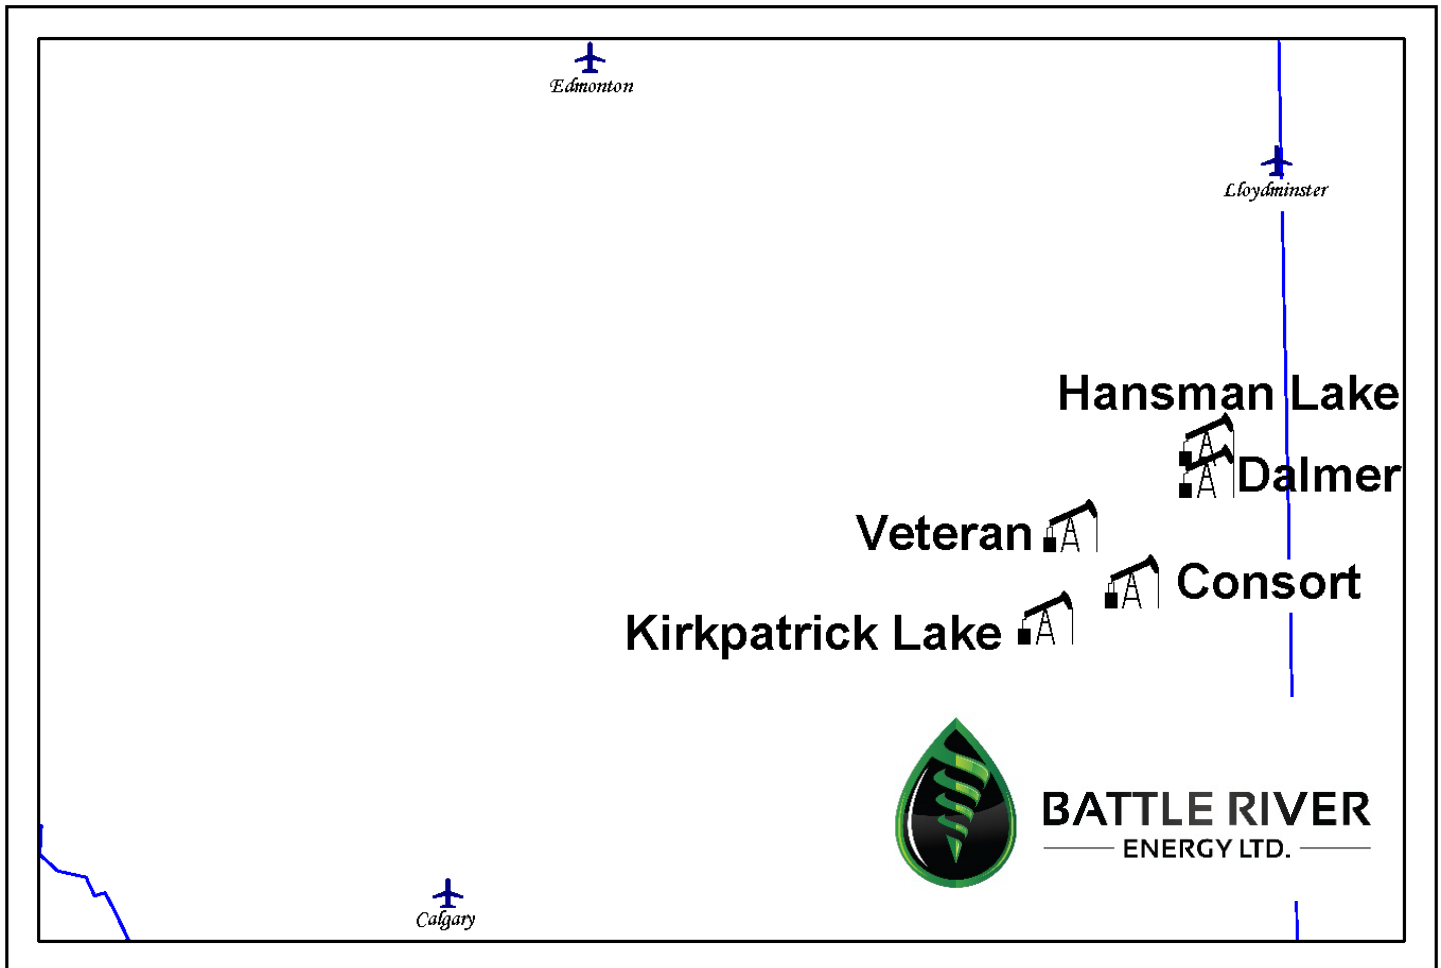 Edmonton
Lloydminster
Hansman Lake
Dalmer
Veteran
Consort
Kirkpatrick Lake
BATTLE RIVER
ENERGY LTD.
Calgary